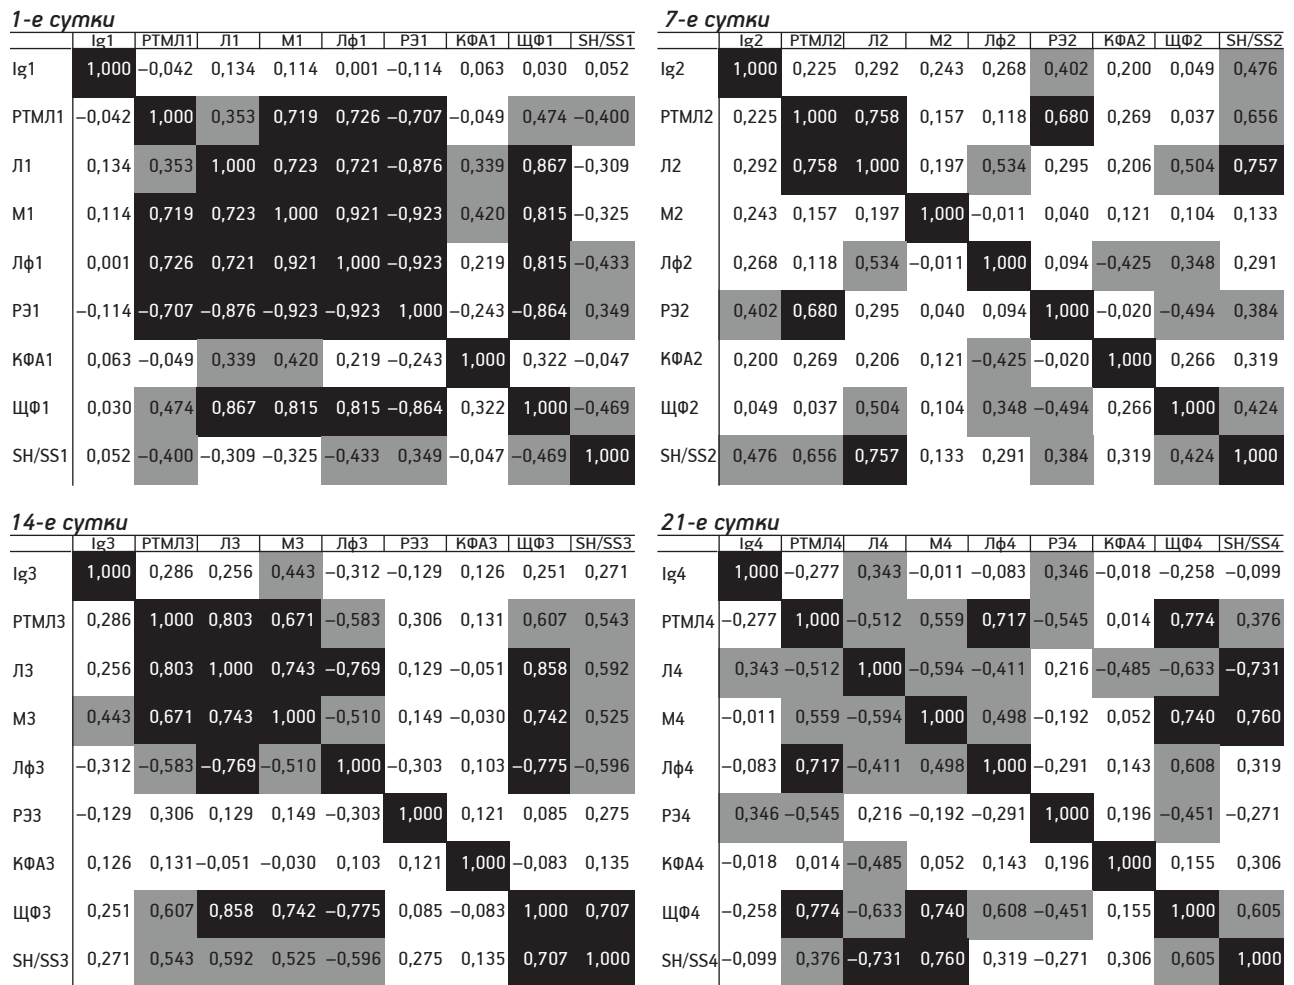 1-е сутки
Ig1 РТМЛ1 Л1 М1 Лф1 РЭ1 КФА1 ЩФ1 SH/SS1
Ig1 1,000 −0,042 0,134 0,114 0,001 −0,114 0,063 0,030 0,052
РТМЛ1 −0,042 1,000 0,353 0,719 0,726 −0,707 −0,049 0,474 −0,400
Л1 0,134 0,353 1,000 0,723 0,721 −0,876 0,339 0,867 −0,309
М1 0,114 0,719 0,723 1,000 0,921 −0,923 0,420 0,815 −0,325
Лф1 0,001 0,726 0,721 0,921 1,000 −0,923 0,219 0,815 −0,433
РЭ1 −0,114 −0,707 −0,876 −0,923 −0,923 1,000 −0,243 −0,864 0,349
КФА1 0,063 −0,049 0,339 0,420 0,219 −0,243 1,000 0,322 −0,047
ЩФ1 0,030 0,474 0,867 0,815 0,815 −0,864 0,322 1,000 −0,469
SH/SS1 0,052 −0,400 −0,309 −0,325 −0,433 0,349 −0,047 −0,469 1,000
7-е сутки
Ig2 РТМЛ2 Л2 М2 Лф2 РЭ2 КФА2 ЩФ2 SH/SS2
Ig2 1,000 0,225 0,292 0,243 0,268 0,402 0,200 0,049 0,476
РТМЛ2 0,225 1,000 0,758 0,157 0,118 0,680 0,269 0,037 0,656
Л2 0,292 0,758 1,000 0,197 0,534 0,295 0,206 0,504 0,757
М2 0,243 0,157 0,197 1,000 −0,011 0,040 0,121 0,104 0,133
Лф2 0,268 0,118 0,534 −0,011 1,000 0,094 −0,425 0,348 0,291
РЭ2 0,402 0,680 0,295 0,040 0,094 1,000 −0,020 −0,494 0,384
КФА2 0,200 0,269 0,206 0,121 −0,425 −0,020 1,000 0,266 0,319
ЩФ2 0,049 0,037 0,504 0,104 0,348 −0,494 0,266 1,000 0,424
SH/SS2 0,476 0,656 0,757 0,133 0,291 0,384 0,319 0,424 1,000
14-е сутки
Ig3 РТМЛ3 Л3 М3 Лф3 РЭ3 КФА3 ЩФ3 SH/SS3
Ig3 1,000 0,286 0,256 0,443 −0,312 −0,129 0,126 0,251 0,271
РТМЛ3 0,286 1,000 0,803 0,671 −0,583 0,306 0,131 0,607 0,543
Л3 0,256 0,803 1,000 0,743 −0,769 0,129 −0,051 0,858 0,592
М3 0,443 0,671 0,743 1,000 −0,510 0,149 −0,030 0,742 0,525
Лф3 −0,312 −0,583 −0,769 −0,510 1,000 −0,303 0,103 −0,775 −0,596
РЭ3 −0,129 0,306 0,129 0,149 −0,303 1,000 0,121 0,085 0,275
КФА3 0,126 0,131 −0,051 −0,030 0,103 0,121 1,000 −0,083 0,135
ЩФ3 0,251 0,607 0,858 0,742 −0,775 0,085 −0,083 1,000 0,707
SH/SS3 0,271 0,543 0,592 0,525 −0,596 0,275 0,135 0,707 1,000
21-е сутки
Ig4 РТМЛ4 Л4 М4 Лф4 РЭ4 КФА4 ЩФ4 SH/SS4
Ig4 1,000 −0,277 0,343 −0,011 −0,083 0,346 −0,018 −0,258 −0,099
РТМЛ4 −0,277 1,000 −0,512 0,559 0,717 −0,545 0,014 0,774 0,376
Л4 0,343 −0,512 1,000 −0,594 −0,411 0,216 −0,485 −0,633 −0,731
М4 −0,011 0,559 −0,594 1,000 0,498 −0,192 0,052 0,740 0,760
Лф4 −0,083 0,717 −0,411 0,498 1,000 −0,291 0,143 0,608 0,319
РЭ4 0,346 −0,545 0,216 −0,192 −0,291 1,000 0,196 −0,451 −0,271
КФА4 −0,018 0,014 −0,485 0,052 0,143 0,196 1,000 0,155 0,306
ЩФ4 −0,258 0,774 −0,633 0,740 0,608 −0,451 0,155 1,000 0,605
SH/SS4 −0,099 0,376 −0,731 0,760 0,319 −0,271 0,306 0,605 1,000